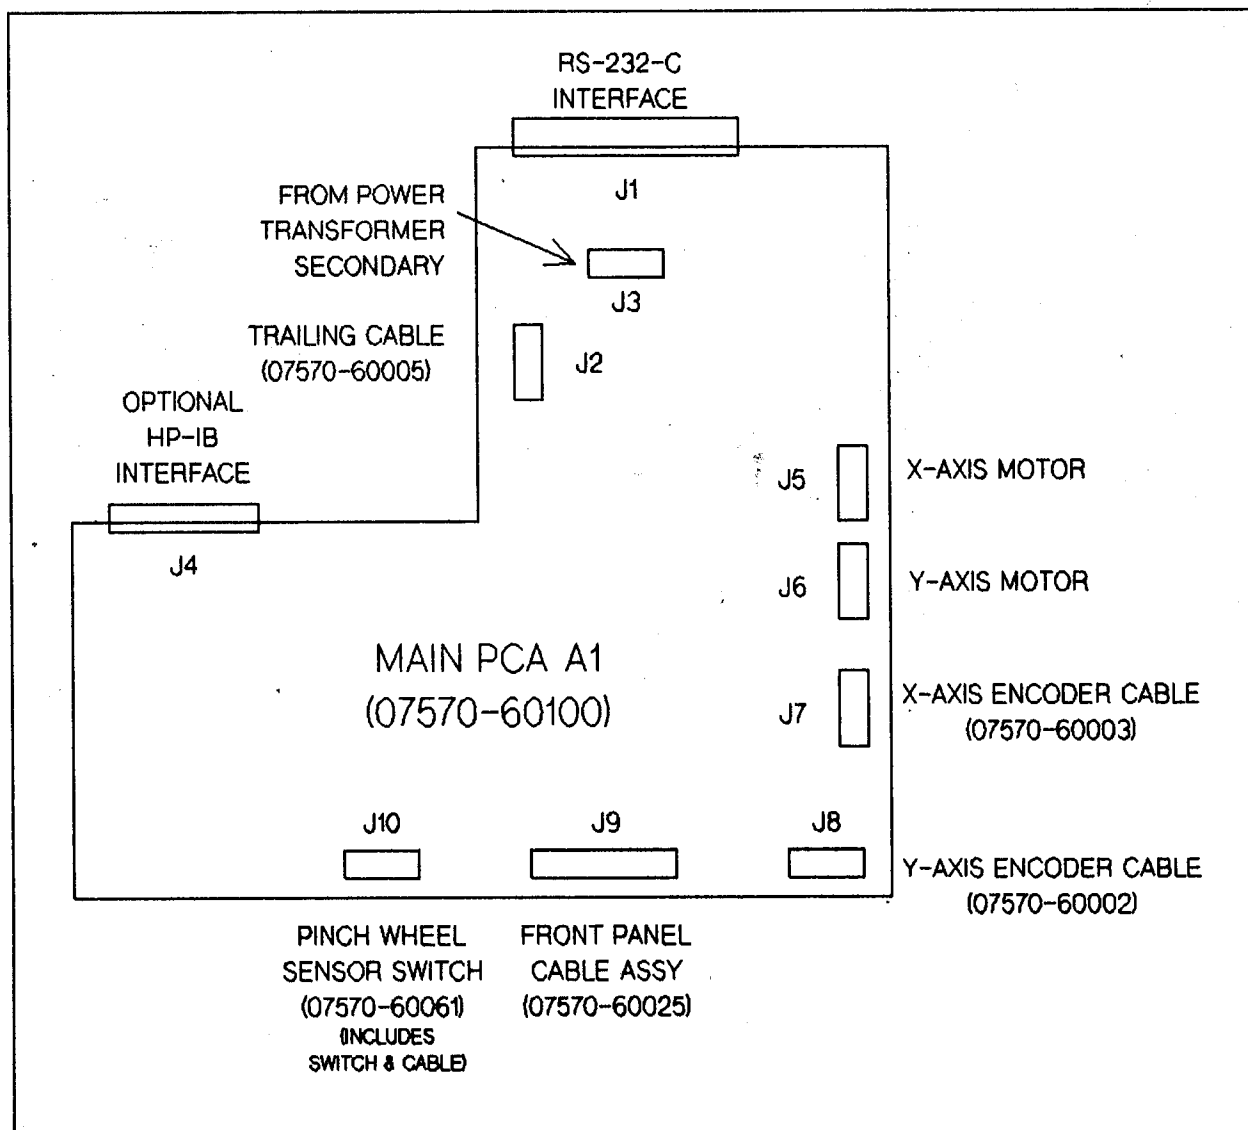 RS-232-C
INTERFACE
J1
FROM POWER
TRANSFORMER
SECONDARY
J3
TRAILING CABLE
(07570-60005)
J2
OPTIONAL
HP-IB
INTERFACE
J4
J5
X-AXIS MOTOR
J6
Y-AXIS MOTOR
MAIN PCA A1
(07570-60100)
J7
X-AXIS ENCODER CABLE
(07570-60003)
J10
J9
J8
Y-AXIS ENCODER CABLE
(07570-60002)
PINCH WHEEL
SENSOR SWITCH
(07570-60061)
(INCLUDES
SWITCH & CABLE)
FRONT PANEL
CABLE ASSY
(07570-60025)